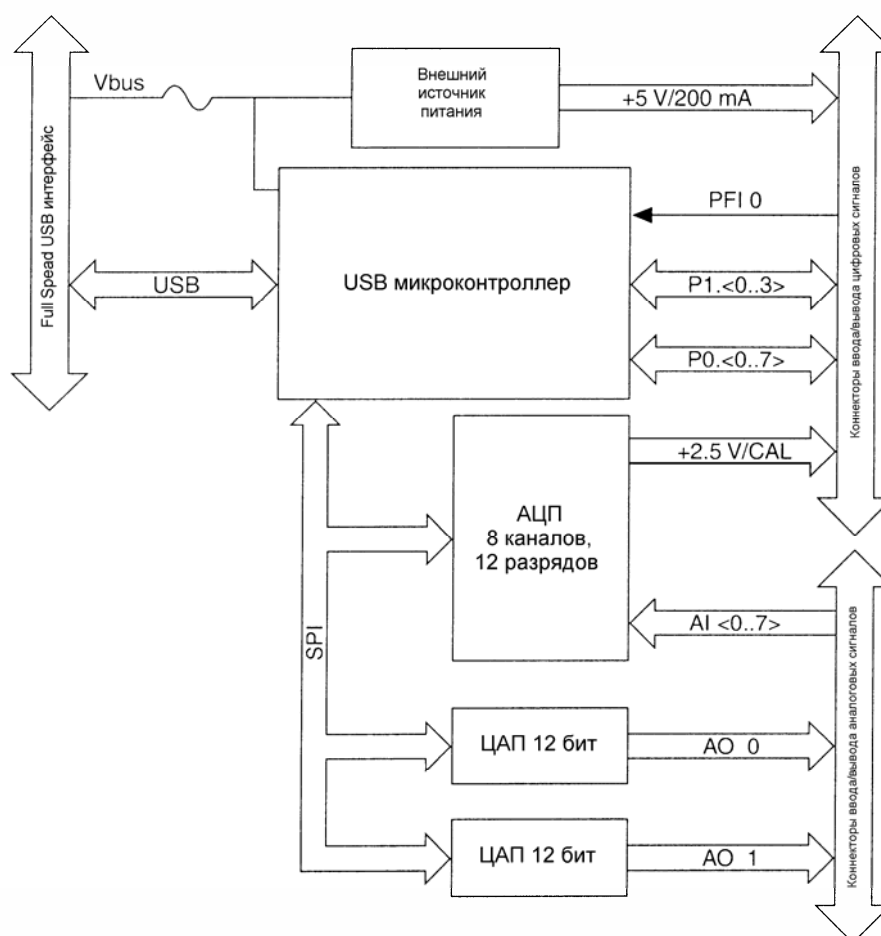 Vbus
Внешний
источник
питания
+5 V/200 mA
Full Spead USB интерфейс
USB
USB микроконтроллер
PFI 0
P1.<0..3>
P0.<0..7>
Коннекторы ввода/вывода цифровых сигналов
+2.5 V/CAL
АЦП
8 каналов,
12 разрядов
AI <0..7>
SPI
ЦАП 12 бит
AO 0
ЦАП 12 бит
AO 1
Коннекторы ввода/вывода аналоговых сигналов